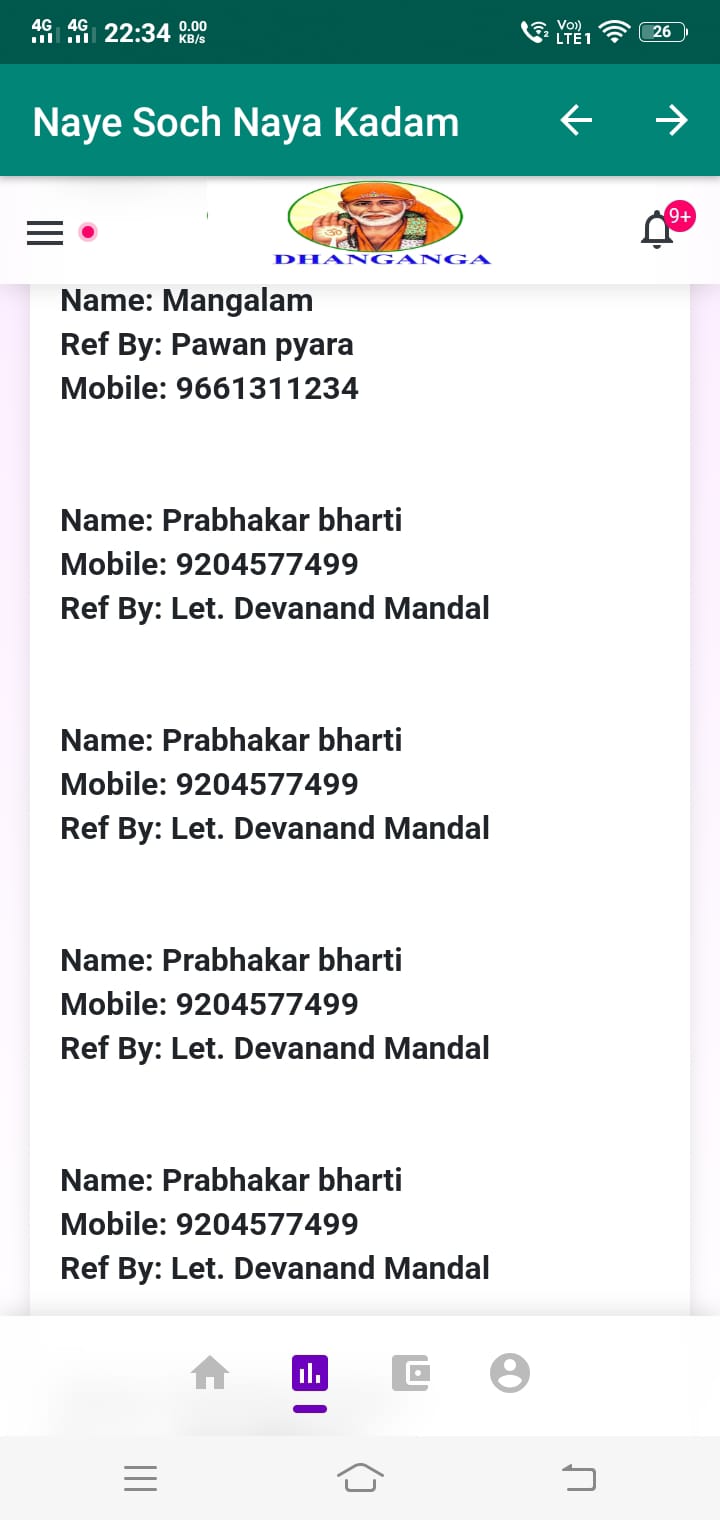 4G 4G 22:34 0.00 KB/s Vo)) LTE1 26
Naye Soch Naya Kadam
9+
DHANGANGA
Name: Mangalam
Ref By: Pawan pyara
Mobile: 9661311234
Name: Prabhakar bharti
Mobile: 9204577499
Ref By: Let. Devanand Mandal
Name: Prabhakar bharti
Mobile: 9204577499
Ref By: Let. Devanand Mandal
Name: Prabhakar bharti
Mobile: 9204577499
Ref By: Let. Devanand Mandal
Name: Prabhakar bharti
Mobile: 9204577499
Ref By: Let. Devanand Mandal